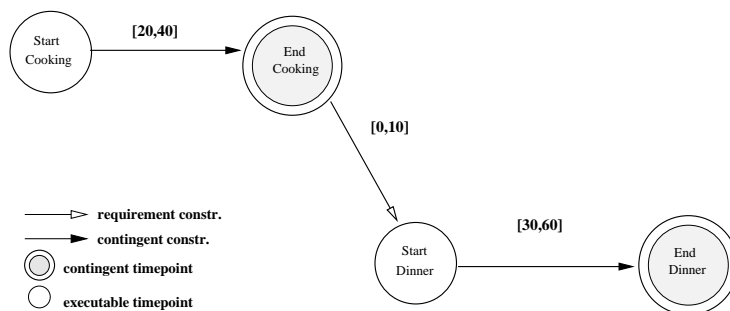 Start
Cooking
[20,40]
End
Cooking
[0,10]
Start
Dinner
[30,60]
End
Dinner
requirement constr.
contingent constr.
contingent timepoint
executable timepoint